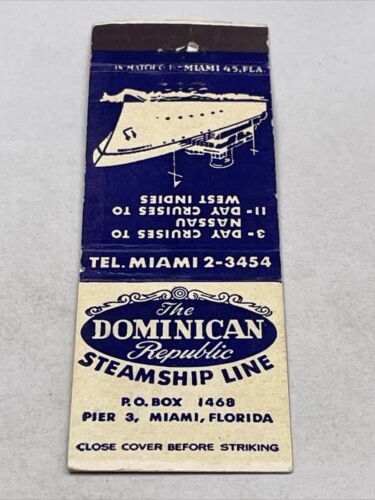 MATCH MIAMI 45, FLA.
3 - DAY CRUISES TO
NASSAU
11 - DAY CRUISES TO
WEST INDIES
TEL. MIAMI 2-3454
The
DOMINICAN
Republic
STEAMSHIP LINE
P.O. BOX 1468
PIER 3, MIAMI, FLORIDA
CLOSE COVER BEFORE STRIKING